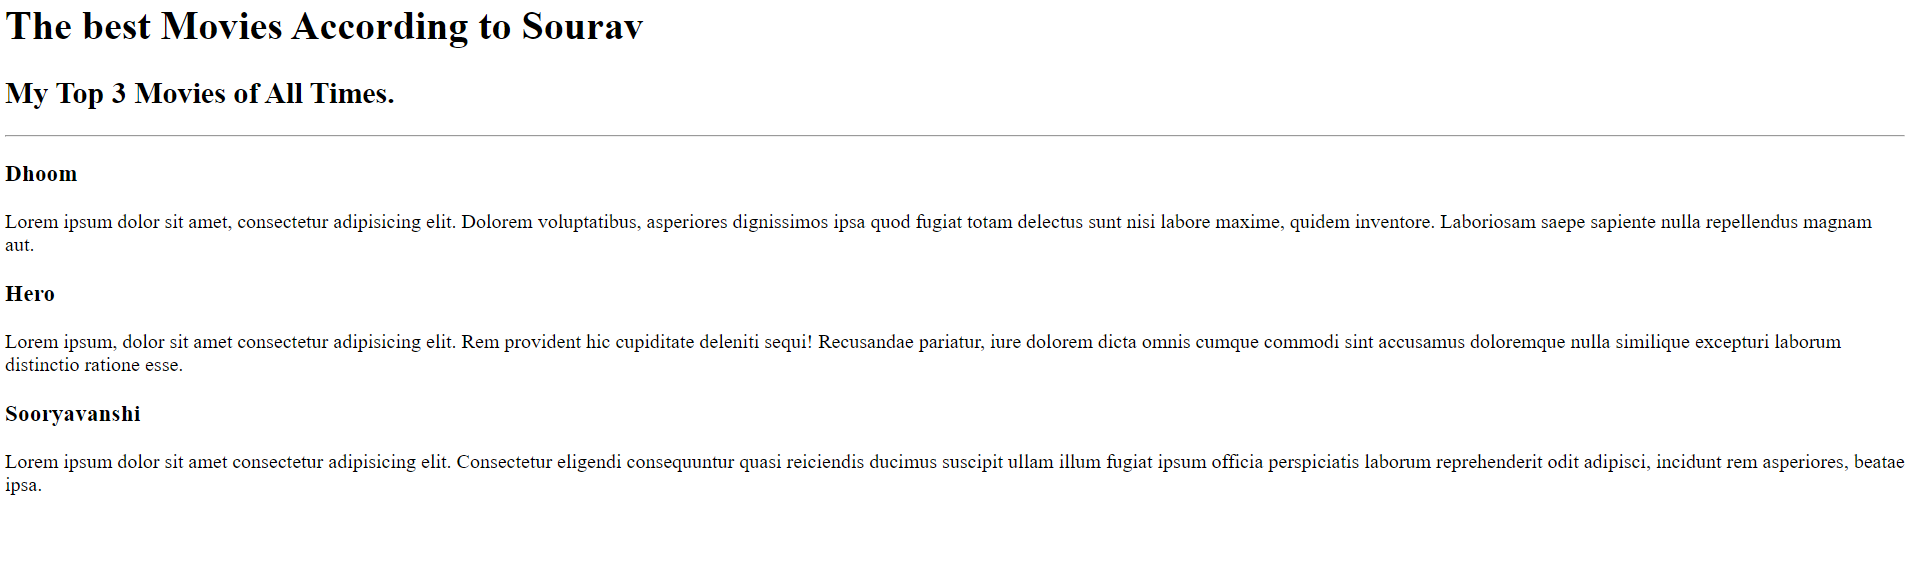 The best Movies According to Sourav
My Top 3 Movies of All Times.
Dhoom
Lorem ipsum dolor sit amet, consectetur adipisicing elit. Dolorem voluptatibus, asperiores dignissimos ipsa quod fugiat totam delectus sunt nisi labore maxime, quidem inventore. Laboriosam saepe sapiente nulla repellendus magnam
aut.
Hero
Lorem ipsum, dolor sit amet consectetur adipisicing elit. Rem provident hic cupiditate deleniti sequi! Recusandae pariatur, iure dolorem dicta omnis cumque commodi sint accusamus doloremque nulla similique excepturi laborum
distinctio ratione esse.
Sooryavanshi
Lorem ipsum dolor sit amet consectetur adipisicing elit. Consectetur eligendi consequuntur quasi reiciendis ducimus suscipit ullam illum fugiat ipsum officia perspiciatis laborum reprehenderit odit adipisci, incidunt rem asperiores, beatae
ipsa.